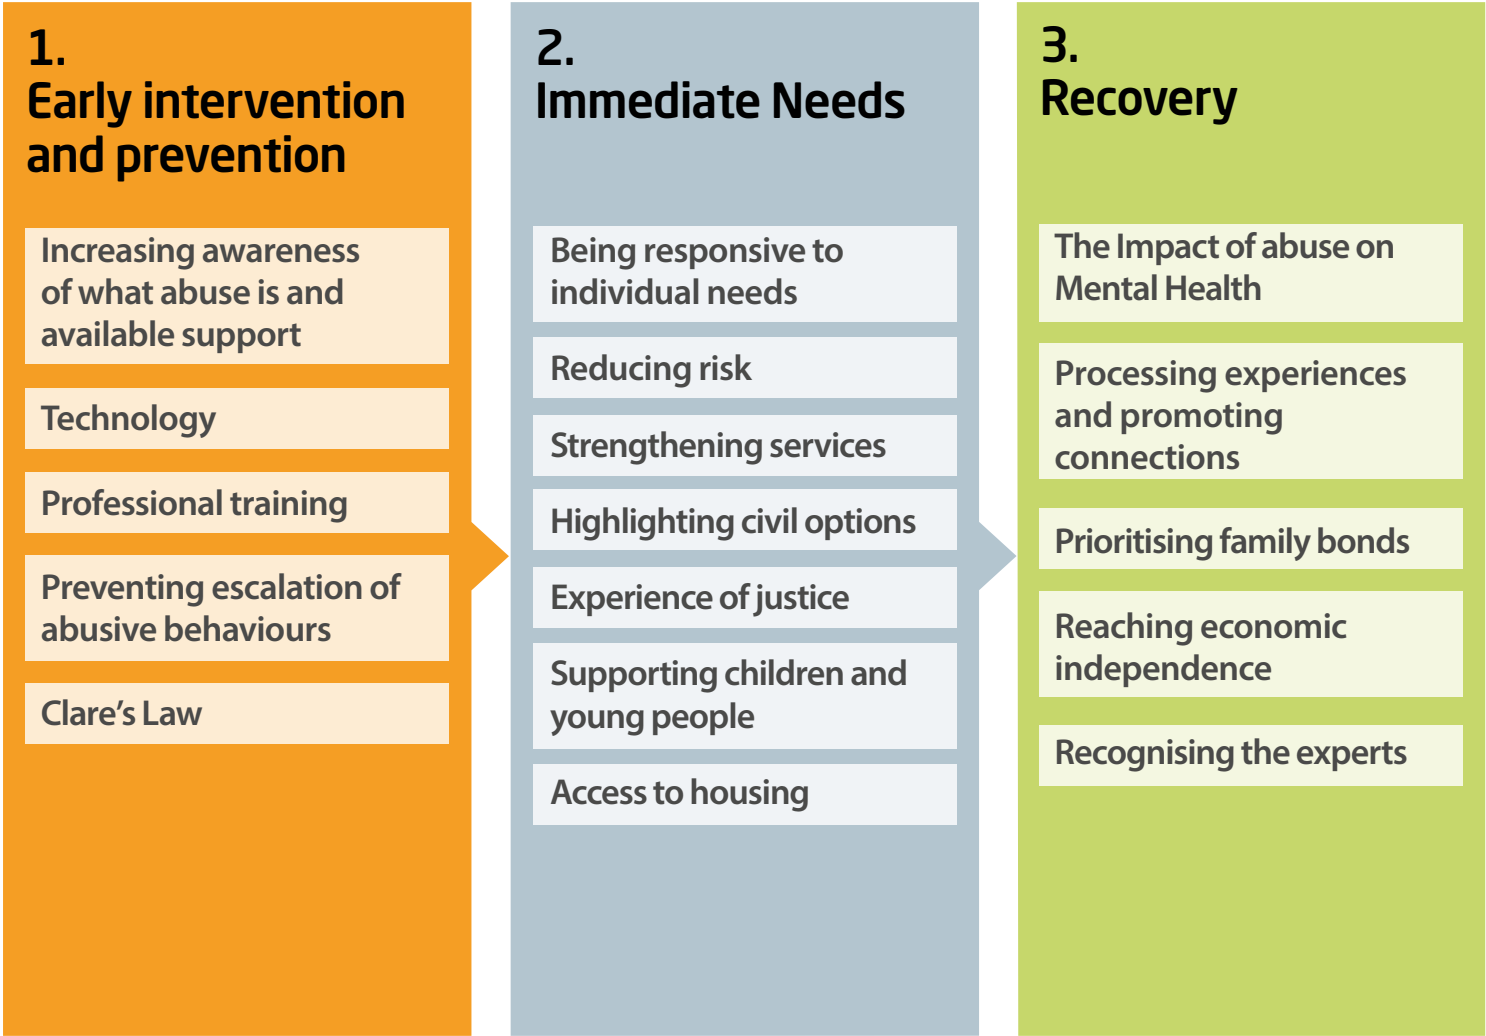 1.
Early intervention
and prevention
Increasing awareness
of what abuse is and
available support
Technology
Professional training
Preventing escalation of
abusive behaviours
Clare's Law
2.
Immediate Needs
Being responsive to
individual needs
Reducing risk
Strengthening services
Highlighting civil options
Experience of justice
Supporting children and
young people
Access to housing
3.
Recovery
The Impact of abuse on
Mental Health
Processing experiences
and promoting
connections
Prioritising family bonds
Reaching economic
independence
Recognising the experts